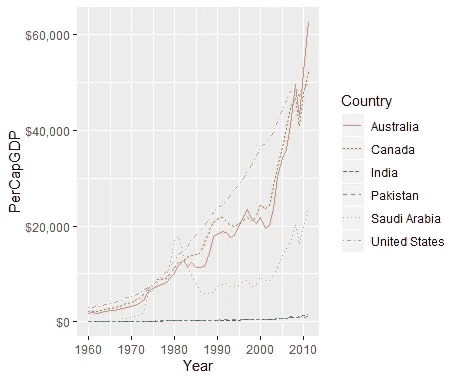 $60,000
$40,000
$20,000
$0
PerCapGDP
1960 1970 1980 1990 2000 2010
Year
Country
Australia
Canada
India
Pakistan
Saudi Arabia
United States